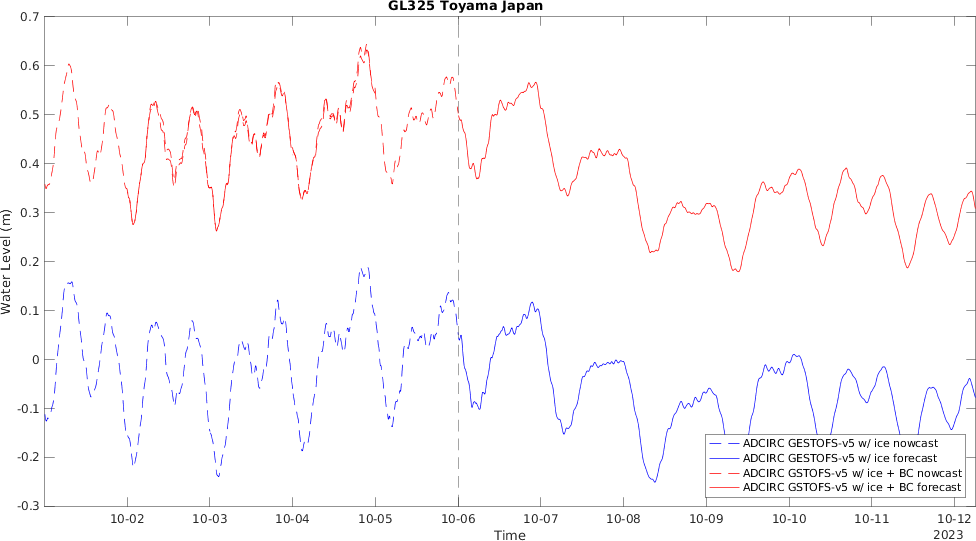 GL325 Toyama Japan
0.7
0.6
0.5
0.4
0.3
0.2
0.1
0
-0.1
-0.2
-0.3
Water Level (m)
ADCIRC GESTOFS-v5 w/ ice nowcast
ADCIRC GESTOFS-v5 w/ ice forecast
ADCIRC GSTOFS-v5 w/ ice + BC nowcast
ADCIRC GSTOFS-v5 w/ ice + BC forecast
10-02 10-03 10-04 10-05 10-06 10-07 10-08 10-09 10-10 10-11 10-12
Time 2023